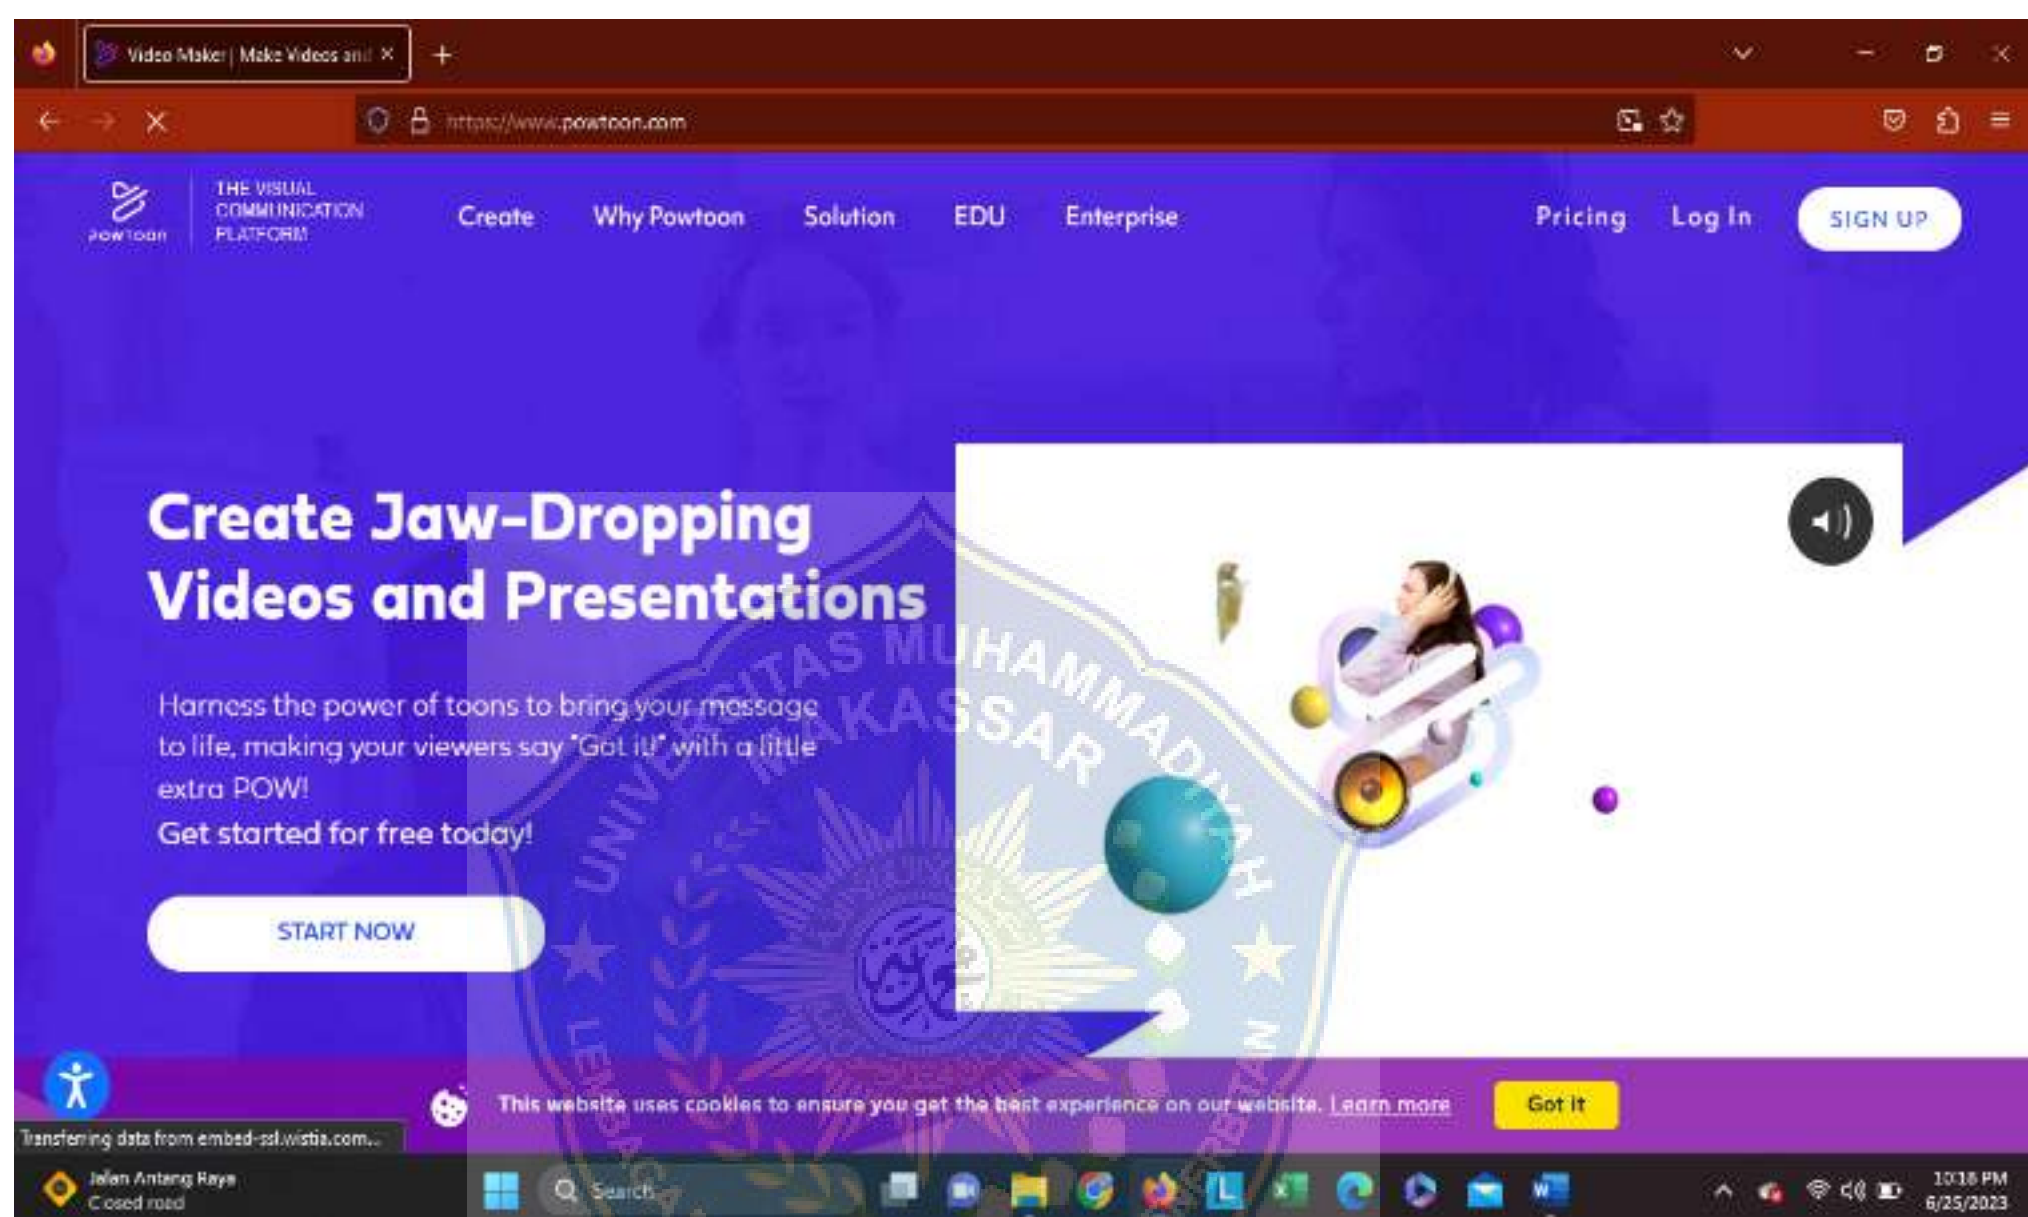 Video Maker | Make Videos and
https://www.powtoon.com
POWTOON
THE VISUAL
COMMUNICATION
PLATFORM
Create Why Powtoon Solution EDU Enterprise Pricing Log In SIGN UP
Create Jaw-Dropping
Videos and Presentations
Harness the power of toons to bring your message
to life, making your viewers say "Got it!" with a little
extra POW!
Get started for free today!
START NOW
UNIVERSITAS MUHAMMADIYAH
MAKASSAR
This website uses cookies to ensure you get the best experience on our website. Learn more Got it
Transferring data from embed-ssl.wistia.com...
Jalan Antang Raya
Closed road
Search
10:18 PM
6/25/2023